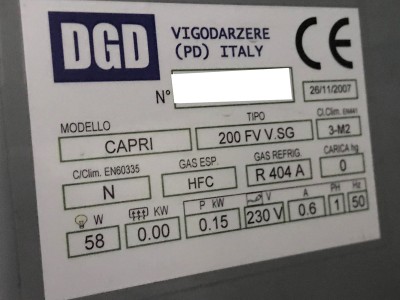 DGD VIGODARZERE
(PD) ITALY CE
N° 26/11/2007
MODELLO TIPO Cl.Clim. EN441
CAPRI 200 FV V.SG 3-M2
C/Clim. EN60335 GAS ESP. GAS REFRIG. CARICA hg
N HFC R 404 A 0
W KW P kW V A PH Hz
58 0.00 0.15 230 V 0.6 1 50